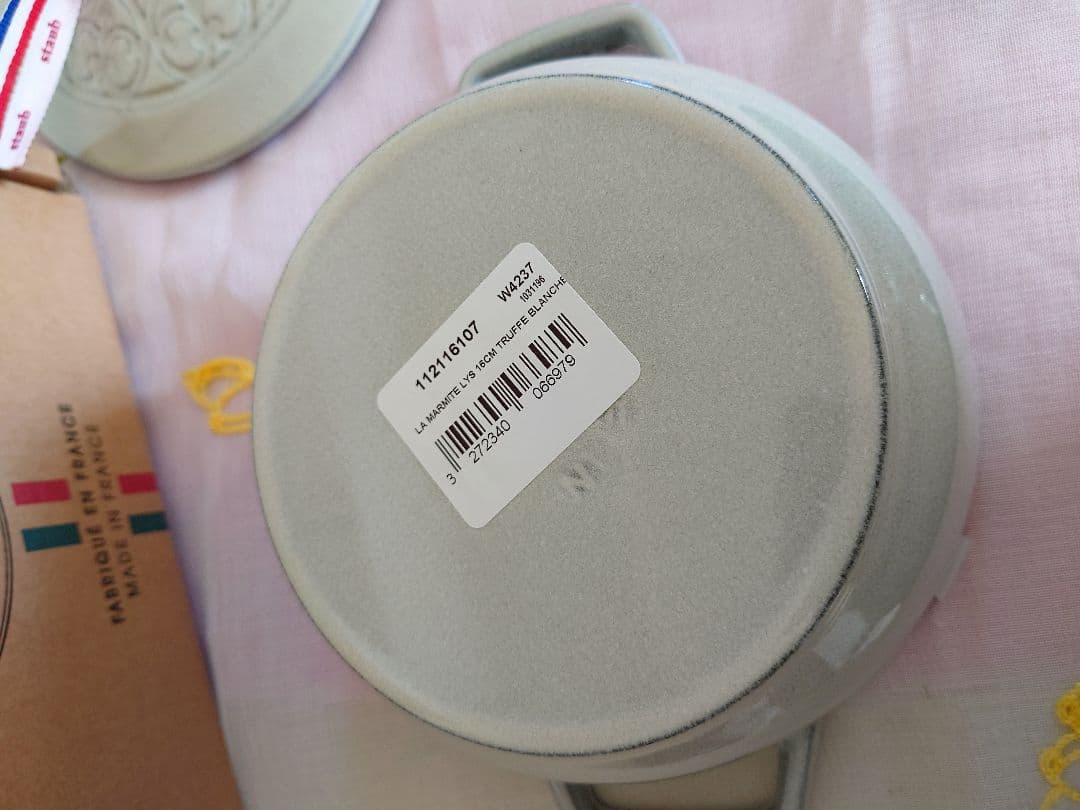 staub
staub
112116107 W4237
1031196
LA MARMITE LYS 16CM TRUFFE BLANCHE
3 272340 066979
FABRIQUÉ EN FRANCE
MADE IN FRANCE